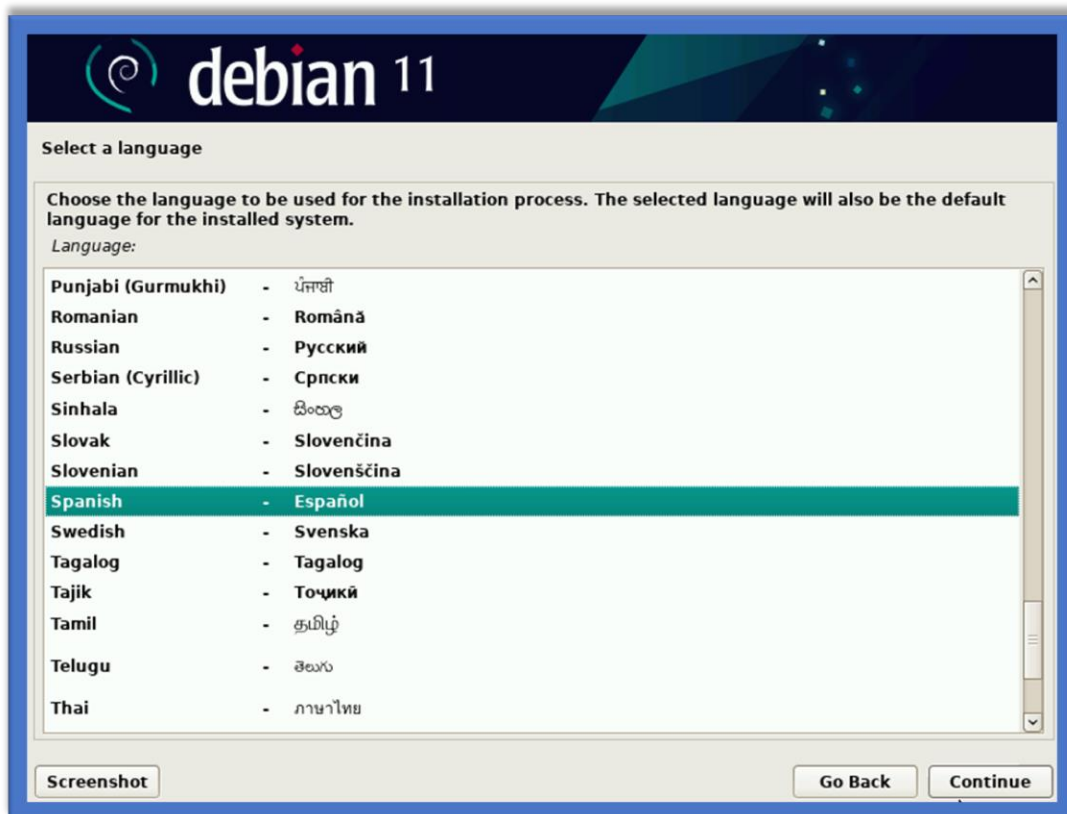 debian 11
Select a language
Choose the language to be used for the installation process. The selected language will also be the default
language for the installed system.
Language:
Punjabi (Gurmukhi) - ਪੰਜਾਬੀ
Romanian - Română
Russian - Русский
Serbian (Cyrillic) - Српски
Sinhala - සිංහල
Slovak - Slovenčina
Slovenian - Slovenščina
Spanish - Español
Swedish - Svenska
Tagalog - Tagalog
Tajik - Тоҷикӣ
Tamil - தமிழ்
Telugu - తెలుగు
Thai - ภาษาไทย
Screenshot Go Back Continue